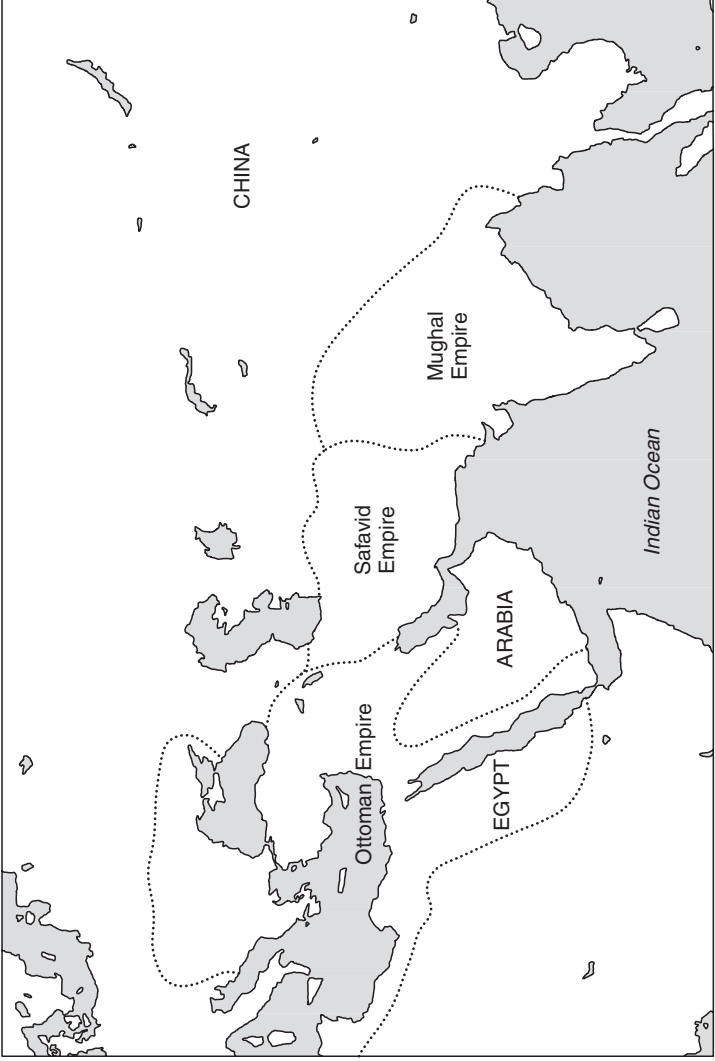 CHINA
Mughal
Empire
Safavid
Empire
Ottoman Empire
ARABIA
EGYPT
Indian Ocean